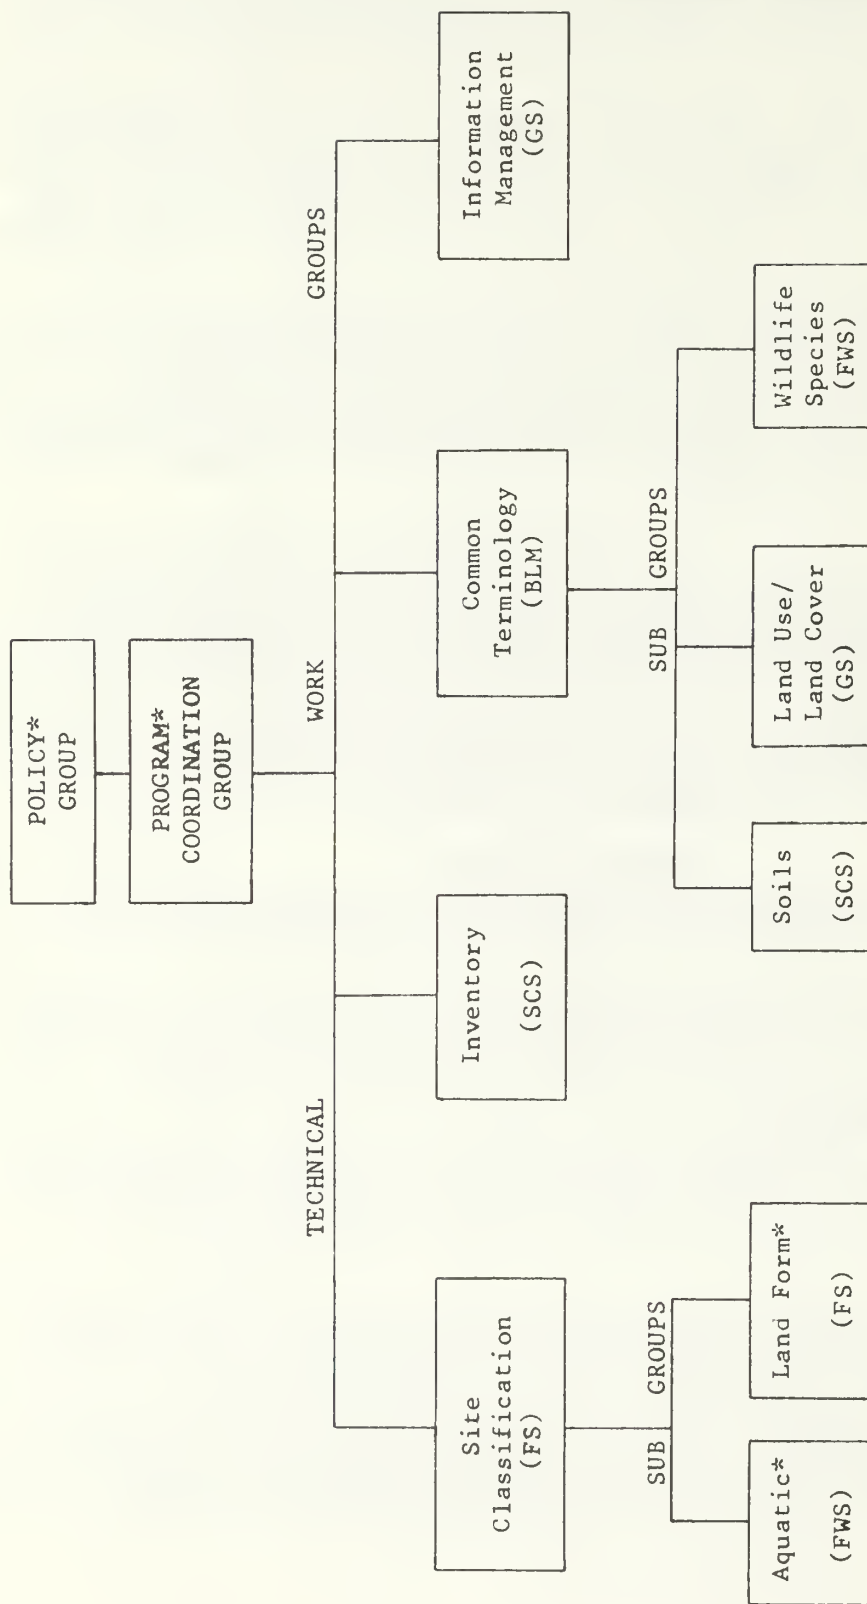 POLICY*
GROUP
PROGRAM*
COORDINATION
GROUP
TECHNICAL
WORK
GROUPS
Site
Classification
(FS)
Inventory
(SCS)
Common
Terminology
(BLM)
Information
Management
(GS)
SUB
GROUPS
SUB
GROUPS
Aquatic*
(FWS)
Land Form*
(FS)
Soils
(SCS)
Land Use/
Land Cover
(GS)
Wildlife
Species
(FWS)